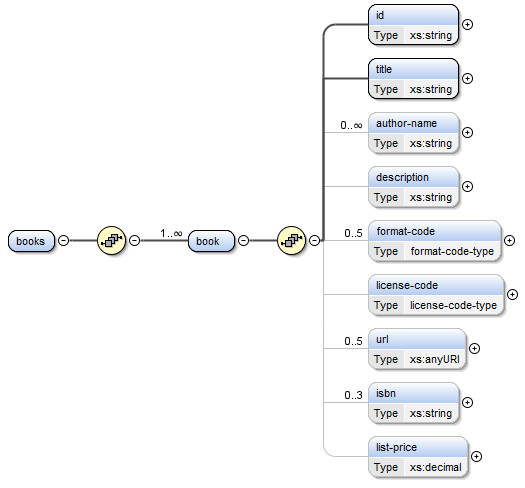 id
Type xs:string
title
Type xs:string
0..∞
author-name
Type xs:string
description
Type xs:string
books
1..∞
book
0..5
format-code
Type format-code-type
license-code
Type license-code-type
0..5
url
Type xs:anyURI
0..3
isbn
Type xs:string
list-price
Type xs:decimal